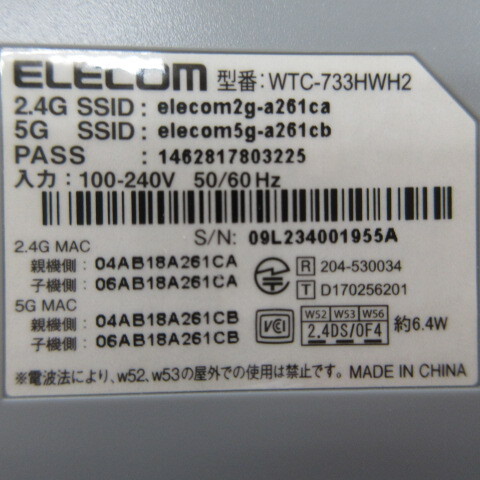 ELECOM 型番:WTC-733HWH2
2.4G SSID : elecom2g-a261ca
5G SSID : elecom5g-a261cb
PASS : 1462817803225
入力:100-240V 50/60Hz
S/N: 09L234001955A
2.4G MAC
親機側 : 04AB18A261CA
子機側 : 06AB18A261CA
R 204-530034
T D170256201
5G MAC
親機側 : 04AB18A261CB
子機側 : 06AB18A261CB
VCI
W52 W53 W56
2.4DS/OF4
約6.4W
※電波法により、w52、w53の屋外での使用は禁止です。 MADE IN CHINA